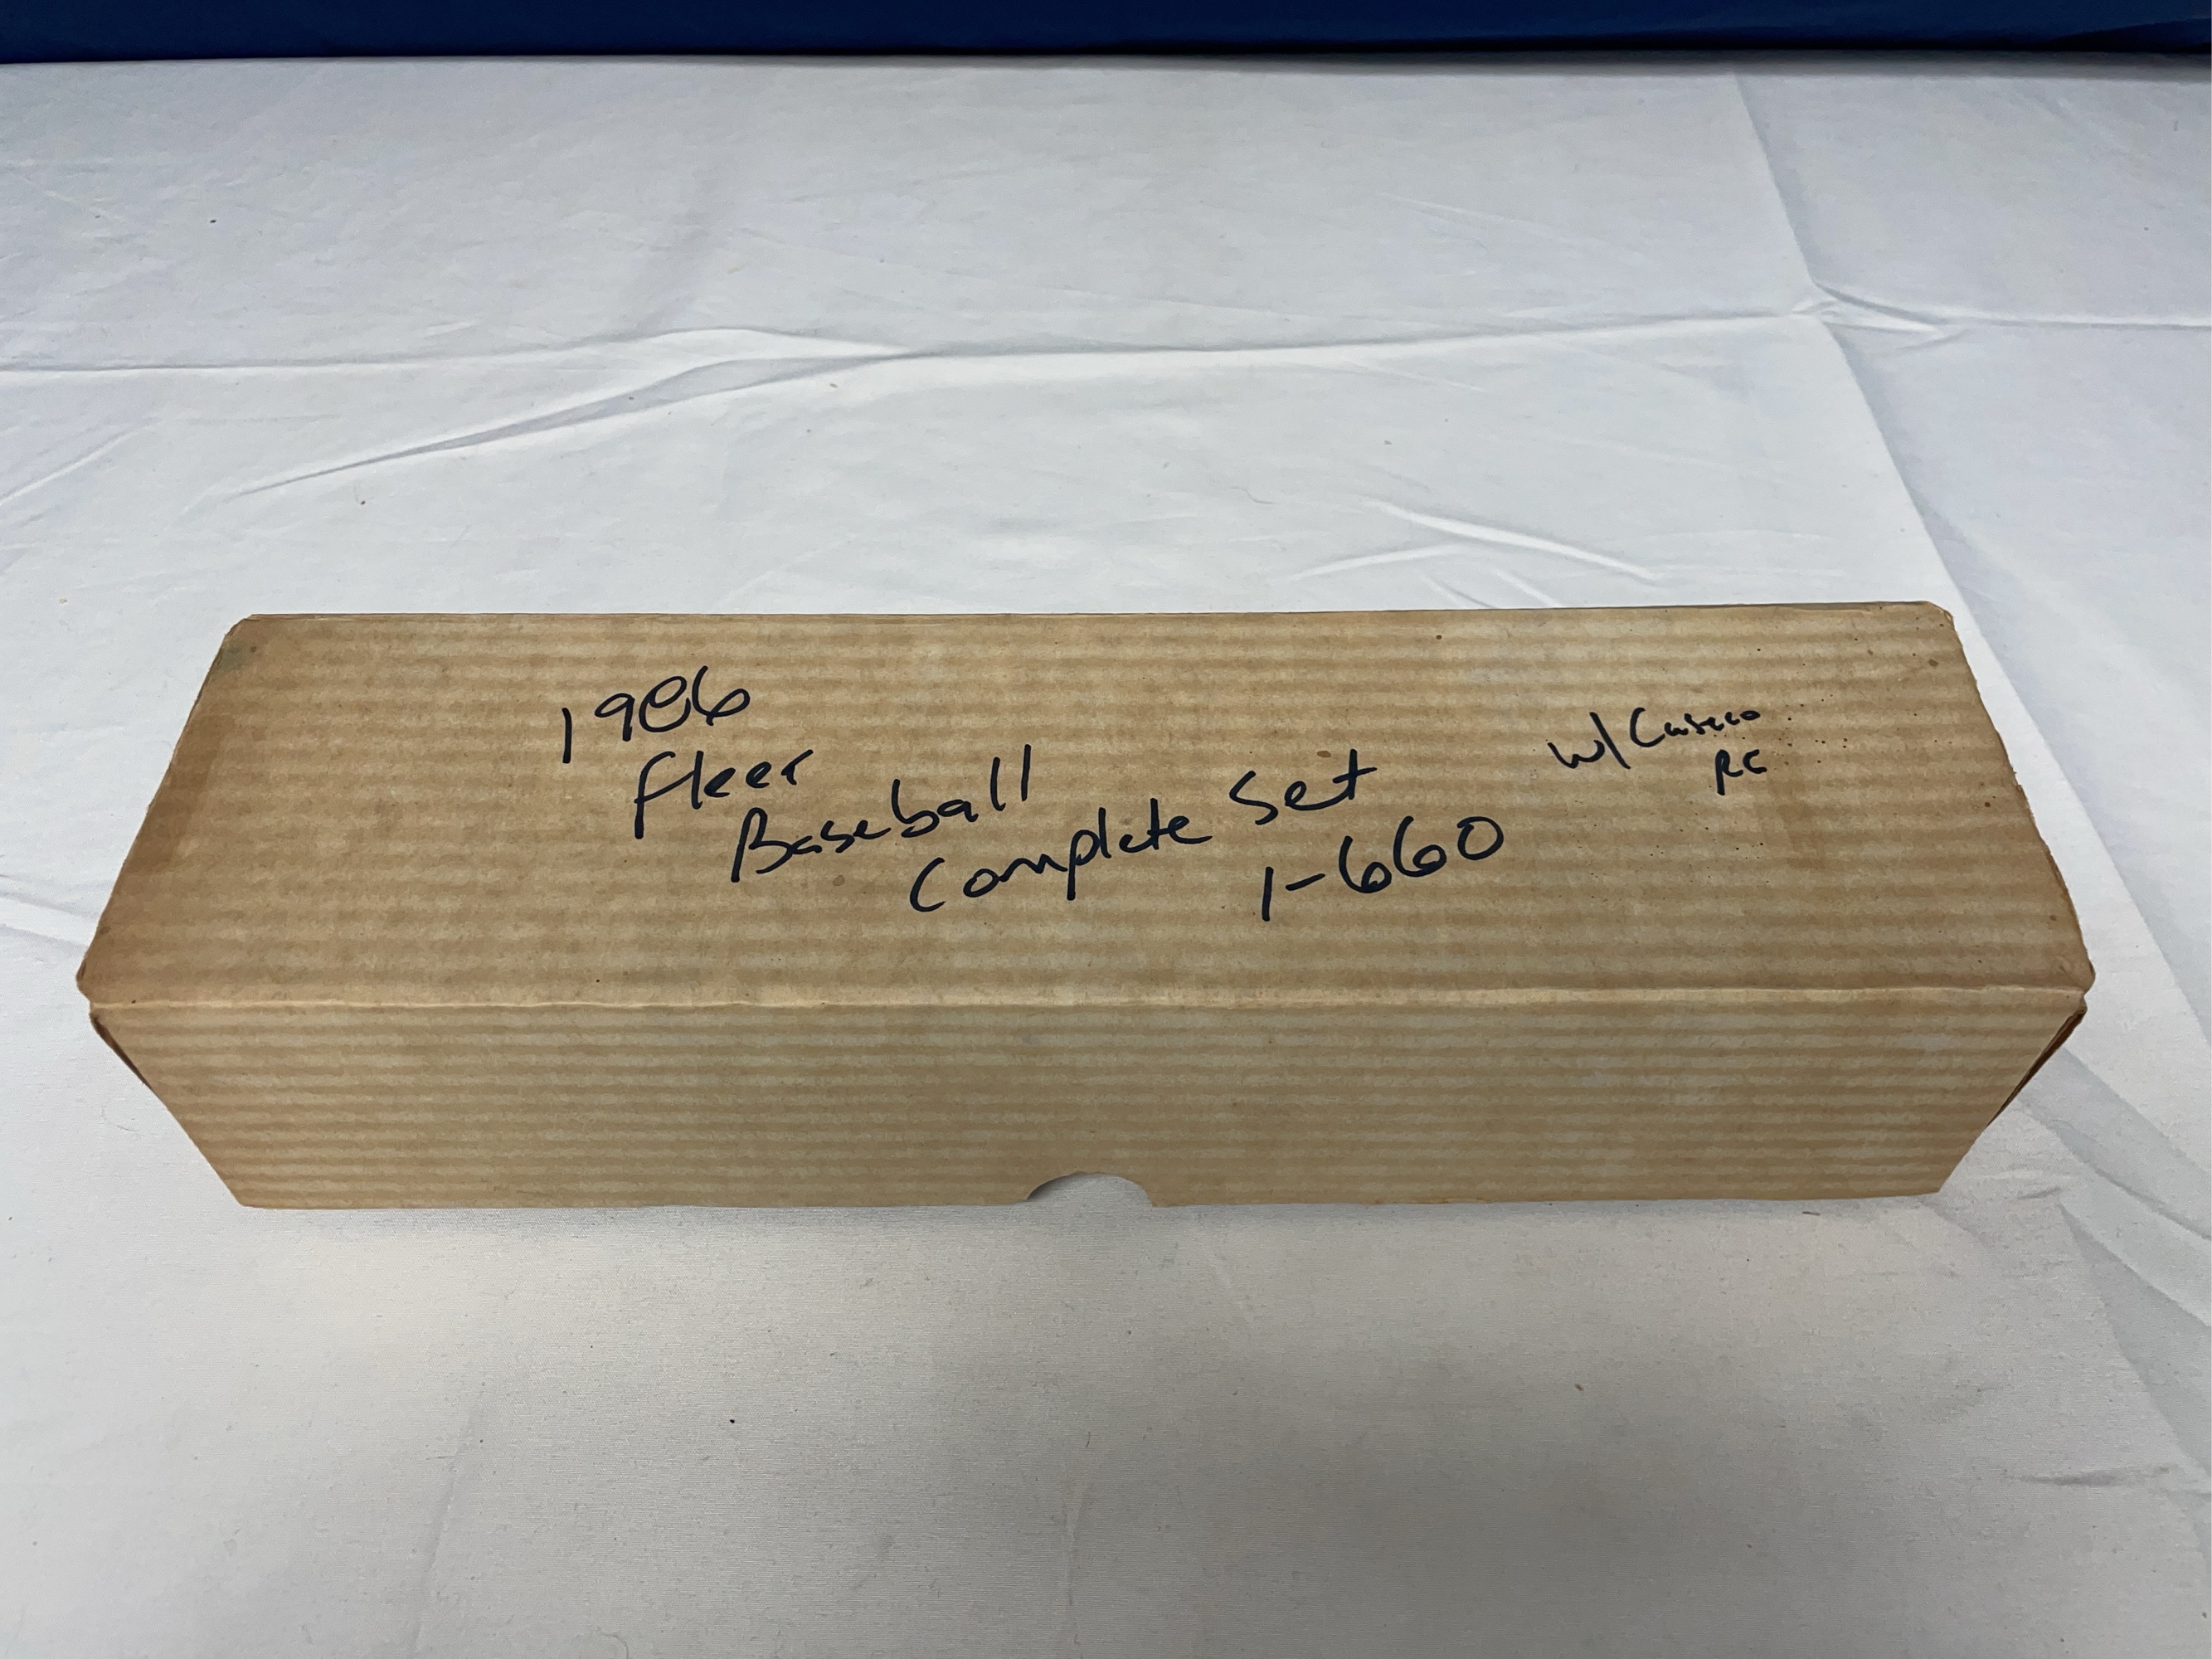 1986
Fleer
Baseball
Complete Set
1-660
w/ Canseco
RC